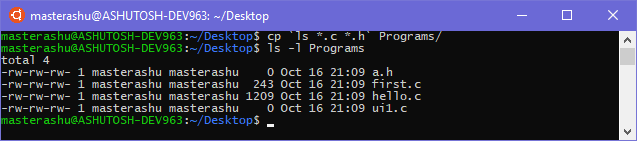 masterashu@ASHUTOSH-DEV963: ~/Desktop
masterashu@ASHUTOSH-DEV963:~/Desktop$ cp `ls *.c *.h` Programs/
masterashu@ASHUTOSH-DEV963:~/Desktop$ ls -l Programs
total 4
-rw-rw-rw- 1 masterashu masterashu    0 Oct 16 21:09 a.h
-rw-rw-rw- 1 masterashu masterashu  243 Oct 16 21:09 first.c
-rw-rw-rw- 1 masterashu masterashu 1209 Oct 16 21:09 hello.c
-rw-rw-rw- 1 masterashu masterashu    0 Oct 16 21:09 ui1.c
masterashu@ASHUTOSH-DEV963:~/Desktop$